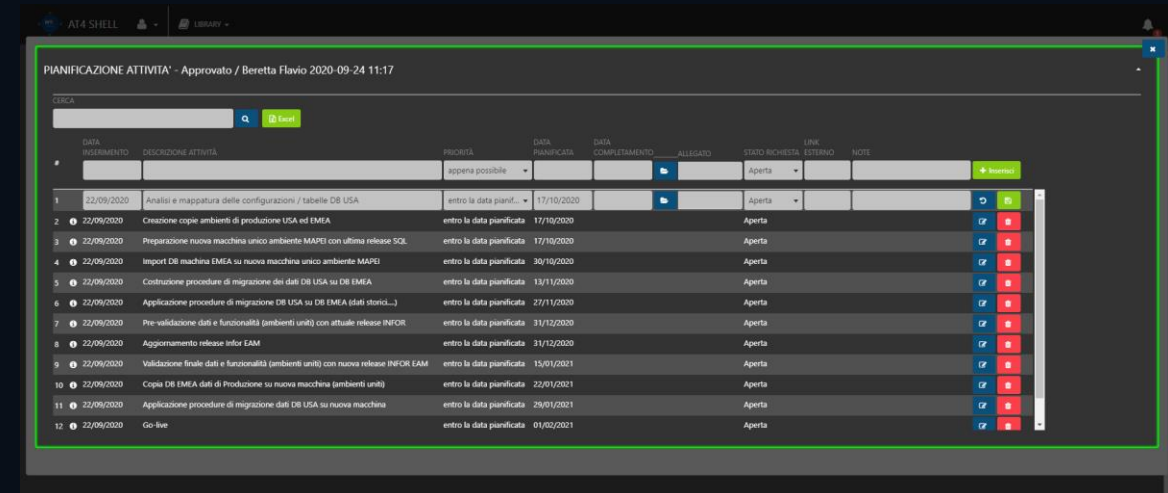 AT4 SHELL LIBRARY
PIANIFICAZIONE ATTIVITA' - Approvato / Beretta Flavio 2020-09-24 11:17
CERCA
Excel
# DATA INSERIMENTO DESCRIZIONE ATTIVITÀ PRIORITÀ DATA PIANIFICATA DATA COMPLETAMENTO ALLEGATO STATO RICHIESTA LINK ESTERNO NOTE
appena possibile Aperta Inserisci
1 22/09/2020 Analisi e mappatura delle configurazioni / tabelle DB USA entro la data pianif... 17/10/2020 Aperta
2 22/09/2020 Creazione copie ambienti di produzione USA ed EMEA entro la data pianificata 17/10/2020 Aperta
3 22/09/2020 Preparazione nuova macchina unico ambiente MAPEI con ultima release SQL entro la data pianificata 17/10/2020 Aperta
4 22/09/2020 Import DB machina EMEA su nuova macchina unico ambiente MAPEI entro la data pianificata 30/10/2020 Aperta
5 22/09/2020 Costruzione procedure di migrazione dei dati DB USA su DB EMEA entro la data pianificata 13/11/2020 Aperta
6 22/09/2020 Applicazione procedure di migrazione DB USA su DB EMEA (dati storici....) entro la data pianificata 27/11/2020 Aperta
7 22/09/2020 Pre-validazione dati e funzionalità (ambienti uniti) con attuale release INFOR entro la data pianificata 31/12/2020 Aperta
8 22/09/2020 Aggiornamento release Infor EAM entro la data pianificata 31/12/2020 Aperta
9 22/09/2020 Validazione finale dati e funzionalità (ambienti uniti) con nuova release INFOR EAM entro la data pianificata 15/01/2021 Aperta
10 22/09/2020 Copia DB EMEA dati di Produzione su nuova macchina (ambienti uniti) entro la data pianificata 22/01/2021 Aperta
11 22/09/2020 Applicazione procedure di migrazione dati DB USA su nuova macchina entro la data pianificata 29/01/2021 Aperta
12 22/09/2020 Go-live entro la data pianificata 01/02/2021 Aperta